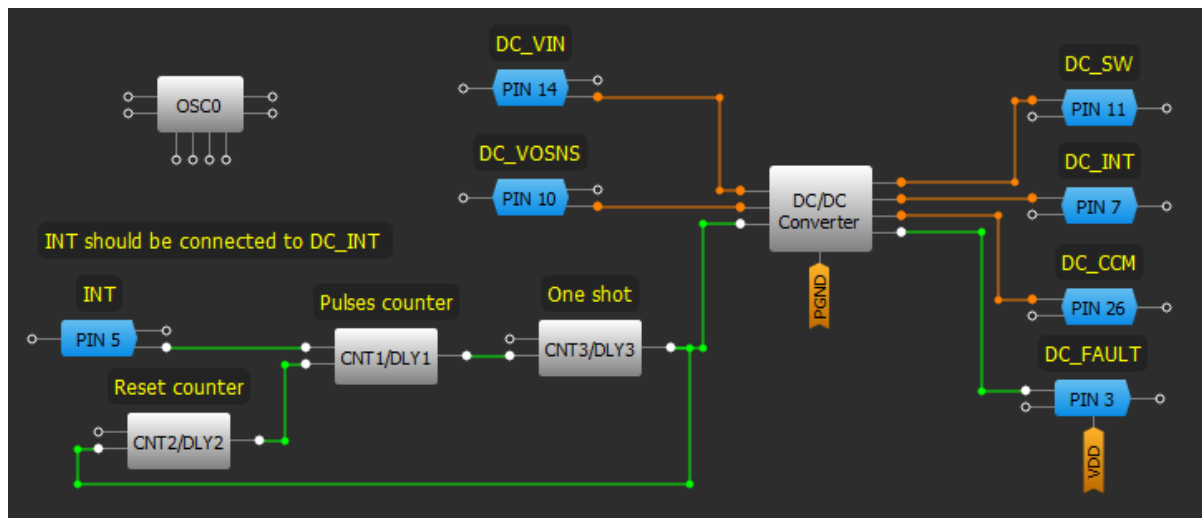 DC_VIN
PIN 14
OSC0
DC_VOSNS
PIN 10
DC/DC
Converter
PGND
DC_SW
PIN 11
DC_INT
PIN 7
DC_CCM
PIN 26
DC_FAULT
PIN 3
VDD
INT should be connected to DC_INT
INT
PIN 5
Pulses counter
CNT1/DLY1
One shot
CNT3/DLY3
Reset counter
CNT2/DLY2